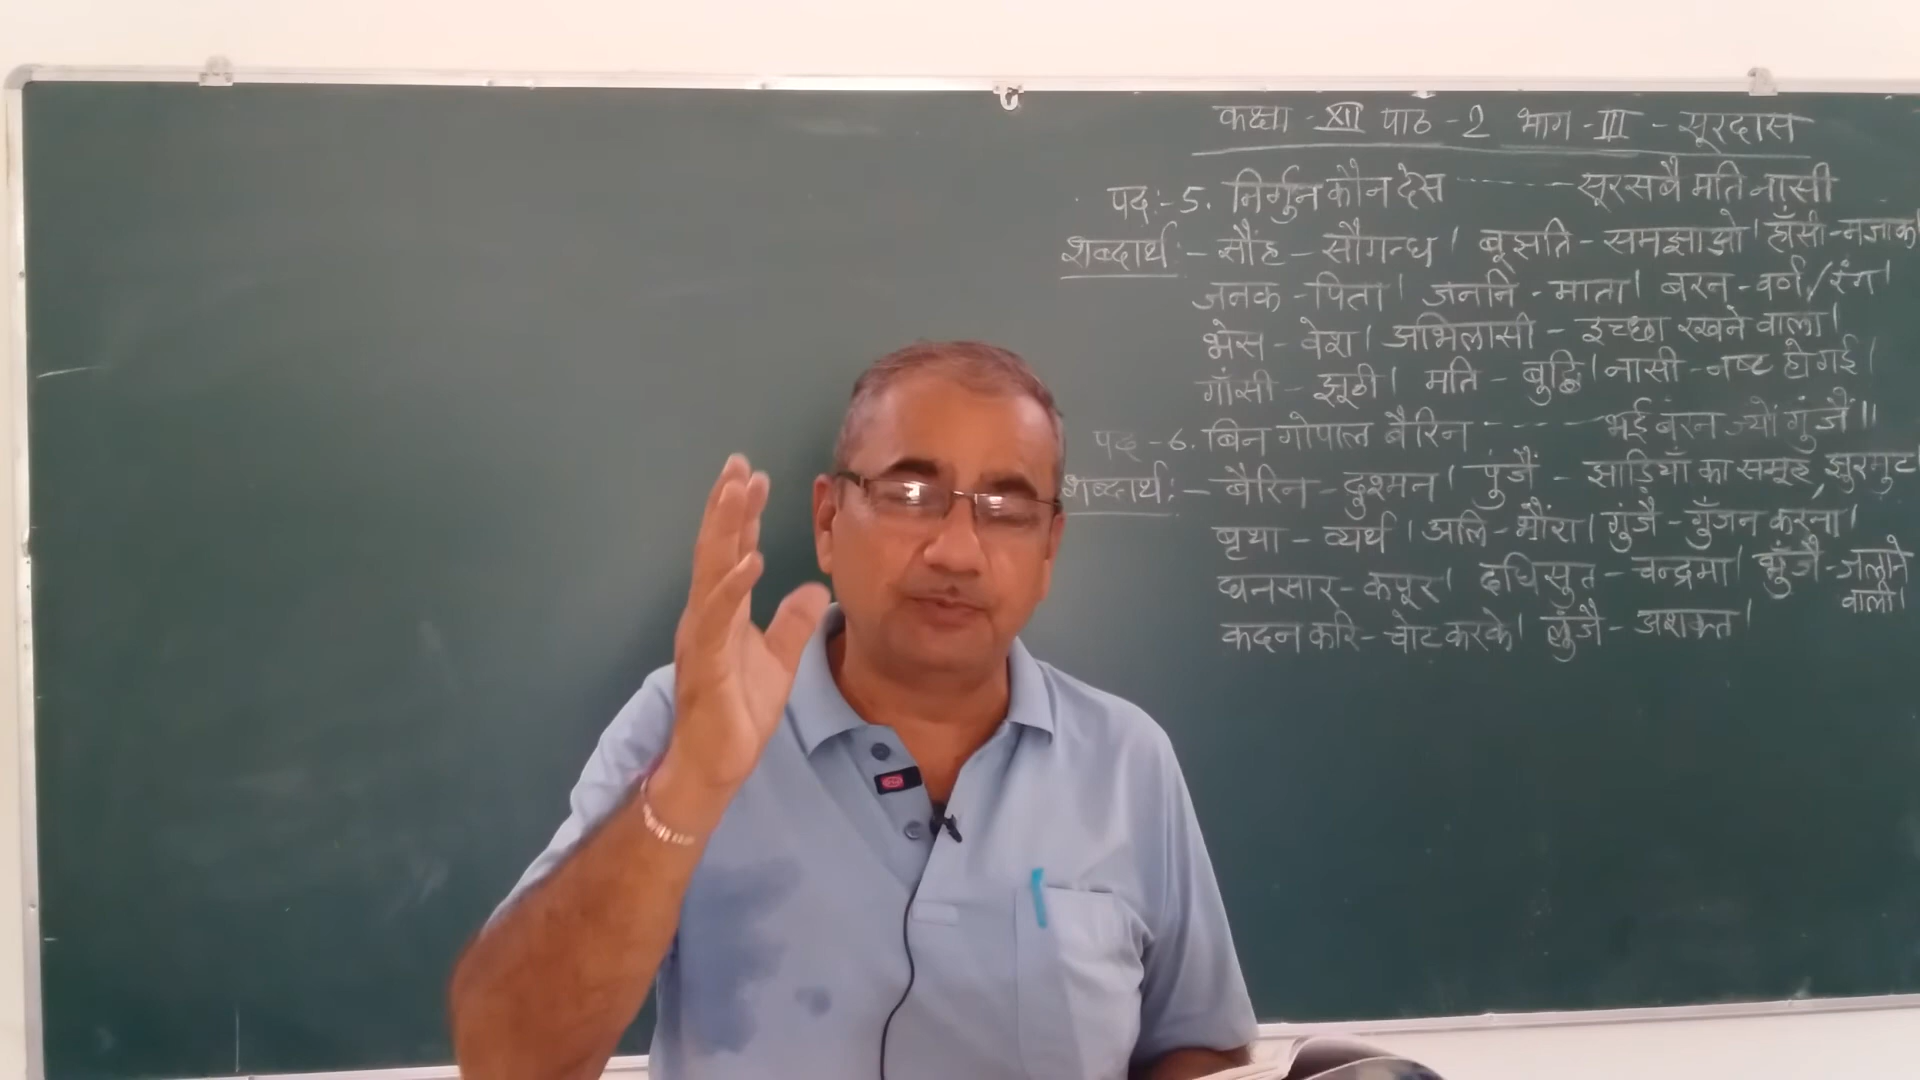 कक्षा - XII पाठ - 2 भाग - III - सूरदास
पद :- 5. निर्गुन कौन देस ------ सूर सबै मति नासी
शब्दार्थ :- सौंह - सौगन्ध। बूझति - समझाओ। हाँसी - मजाक।
जनक - पिता। जननि - माता। बरन - वर्ण/रंग।
भेस - वेश। अभिलासी - इच्छा रखने वाला।
गाँसी - झूठी। मति - बुद्धि। नासी - नष्ट हो गई।
पद - 6. बिन गोपाल बैरिन ----- भई बरन ज्यों गुंजैं॥
शब्दार्थ :- बैरिन - दुश्मन। पुंजैं - झाड़ियों का समूह, झुरमुट।
बृथा - व्यर्थ। अलि - भौंरा। गुंजैं - गुँजन करना।
घनसार - कपूर। दधिसुत - चन्द्रमा। भुँजैं - जलाने वाली।
कदन करि - चोट करके। लुँजै - अशक्त।